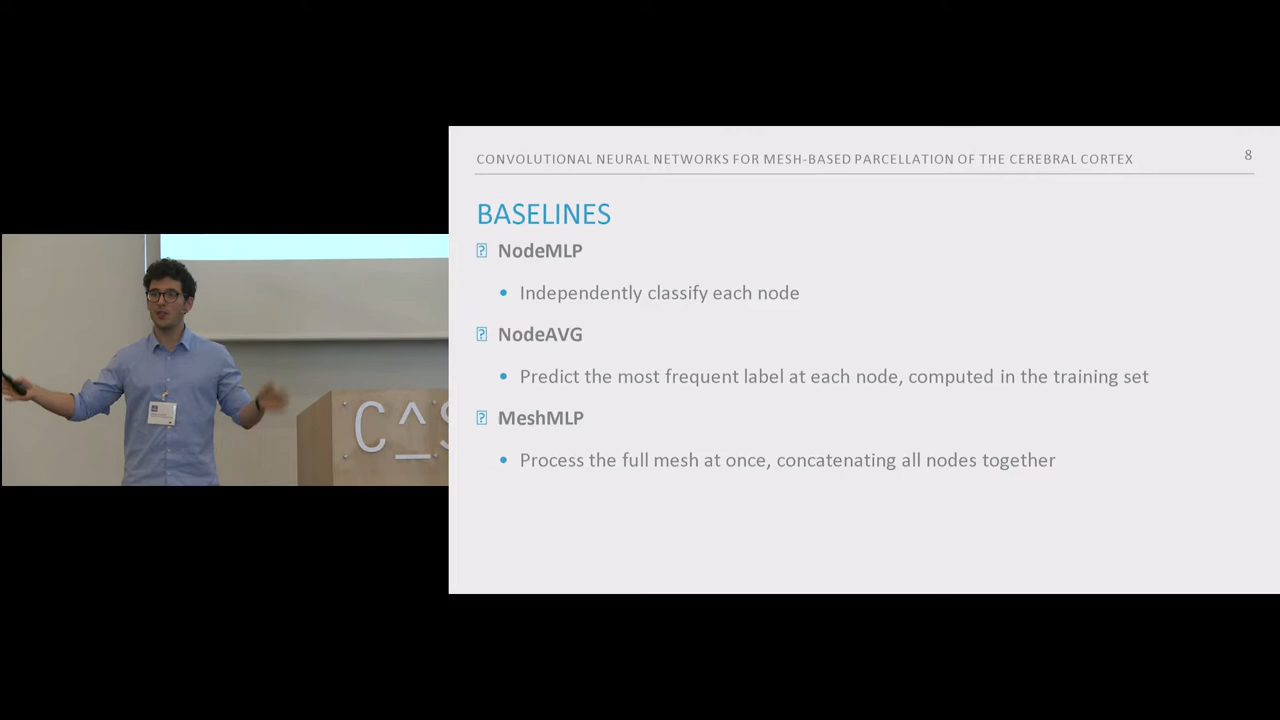 CONVOLUTIONAL NEURAL NETWORKS FOR MESH-BASED PARCELLATION OF THE CEREBRAL CORTEX
8
BASELINES
NodeMLP
• Independently classify each node
NodeAVG
• Predict the most frequent label at each node, computed in the training set
MeshMLP
• Process the full mesh at once, concatenating all nodes together
C^S